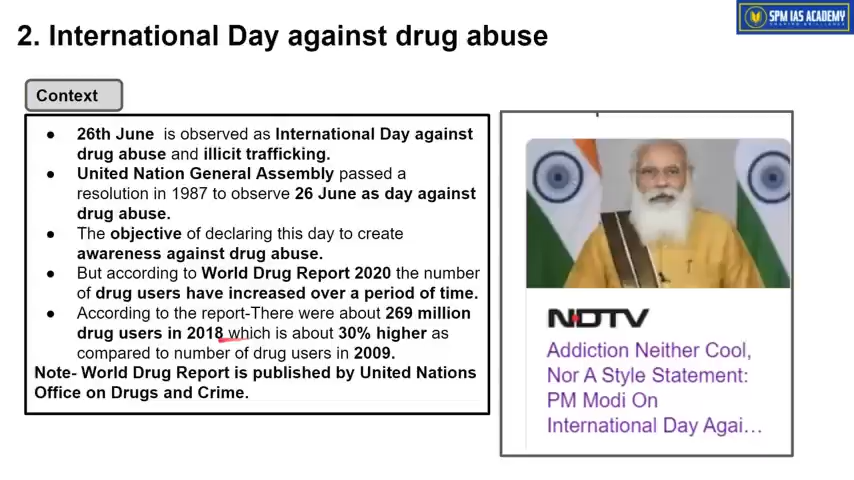 SPM IAS ACADEMY
2. International Day against drug abuse
Context
● 26th June is observed as International Day against
drug abuse and illicit trafficking.
● United Nation General Assembly passed a
resolution in 1987 to observe 26 June as day against
drug abuse.
● The objective of declaring this day to create
awareness against drug abuse.
● But according to World Drug Report 2020 the number
of drug users have increased over a period of time.
● According to the report-There were about 269 million
drug users in 2018 which is about 30% higher as
compared to number of drug users in 2009.
Note- World Drug Report is published by United Nations
Office on Drugs and Crime.
NDTV
Addiction Neither Cool,
Nor A Style Statement:
PM Modi On
International Day Agai...